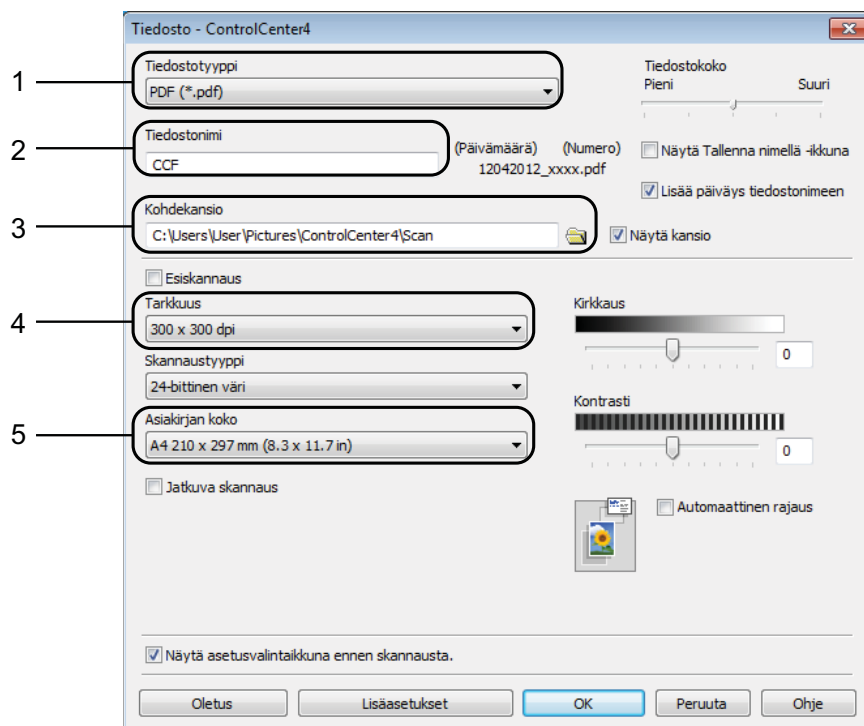 Tiedosto - ControlCenter4
1
Tiedostotyyppi
PDF (*.pdf)
Tiedostokoko
Pieni Suuri
2
Tiedostonimi
CCF
(Päivämäärä) (Numero)
12042012_xxxx.pdf
Näytä Tallenna nimellä -ikkuna
Lisää päiväys tiedostonimeen
3
Kohdekansio
C:\Users\User\Pictures\ControlCenter4\Scan
Näytä kansio
Esiskannaus
4
Tarkkuus
300 x 300 dpi
Kirkkaus
0
Skannaustyyppi
24-bittinen väri
Kontrasti
0
5
Asiakirjan koko
A4 210 x 297 mm (8.3 x 11.7 in)
Jatkuva skannaus
Automaattinen rajaus
Näytä asetusvalintaikkuna ennen skannausta.
Oletus Lisäasetukset OK Peruuta Ohje